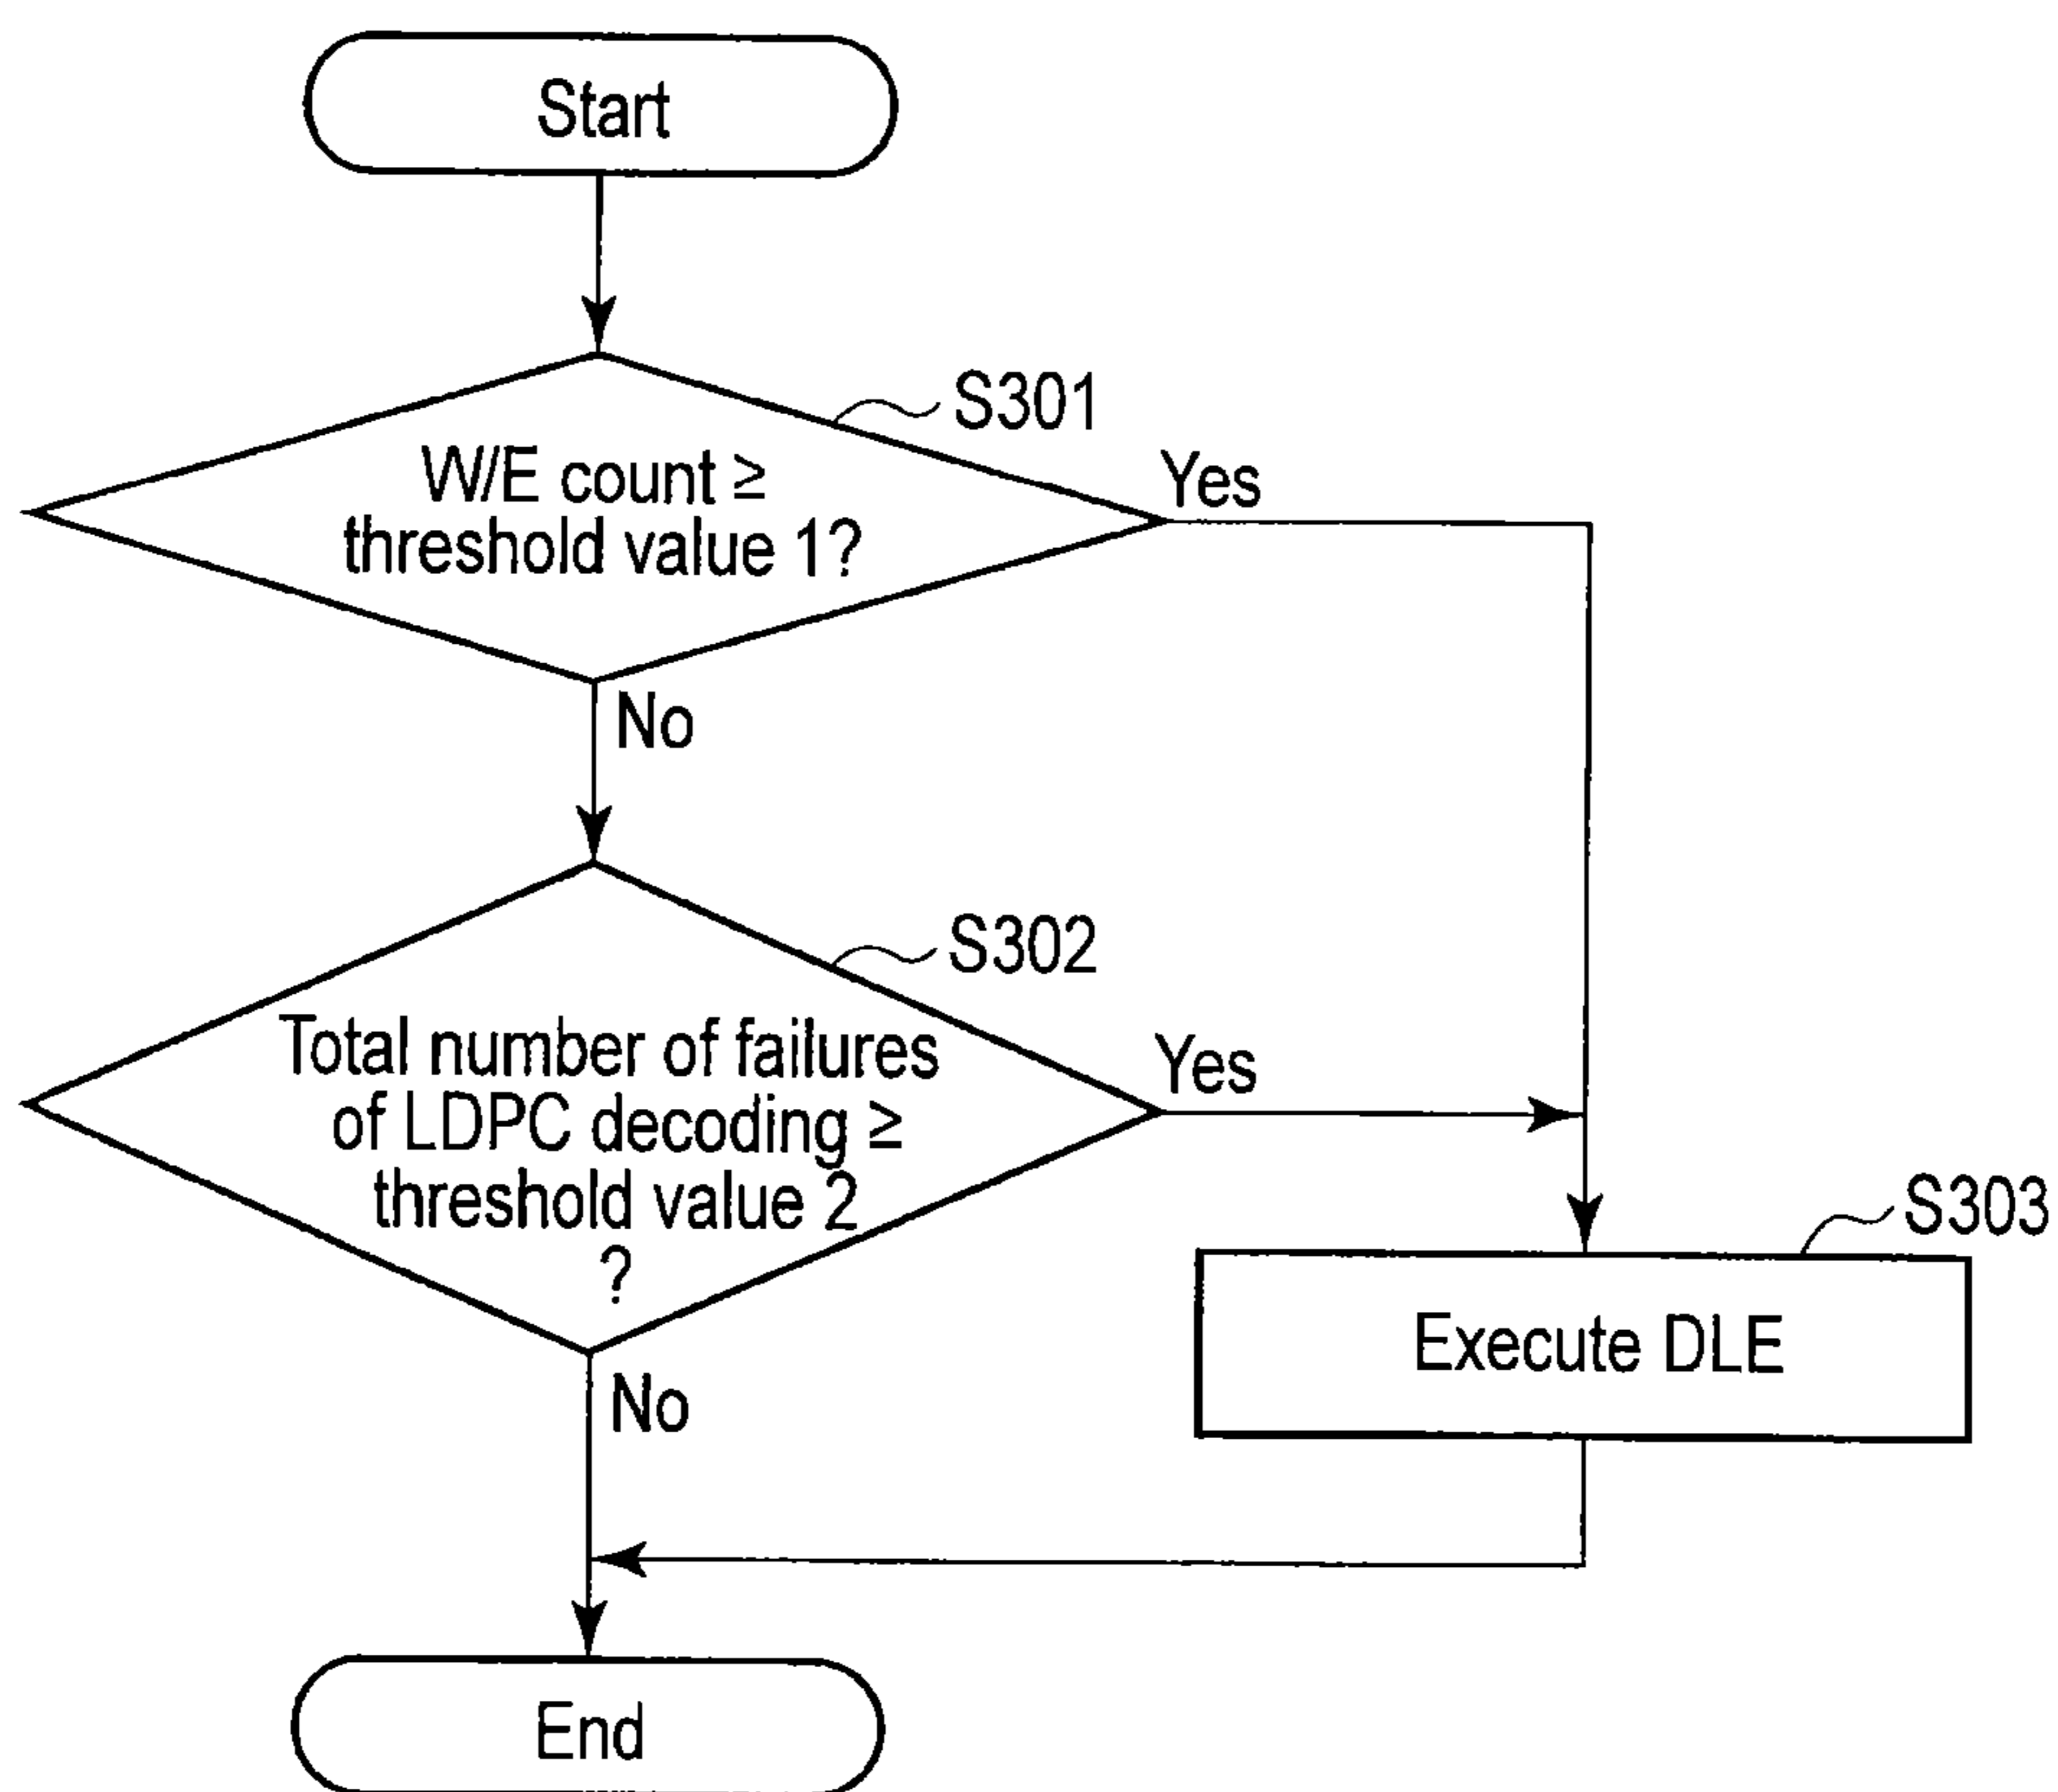 Start
S301
W/E count ≥
threshold value 1?
Yes
No
S302
Total number of failures
of LDPC decoding ≥
threshold value 2
?
Yes
S303
Execute DLE
No
End